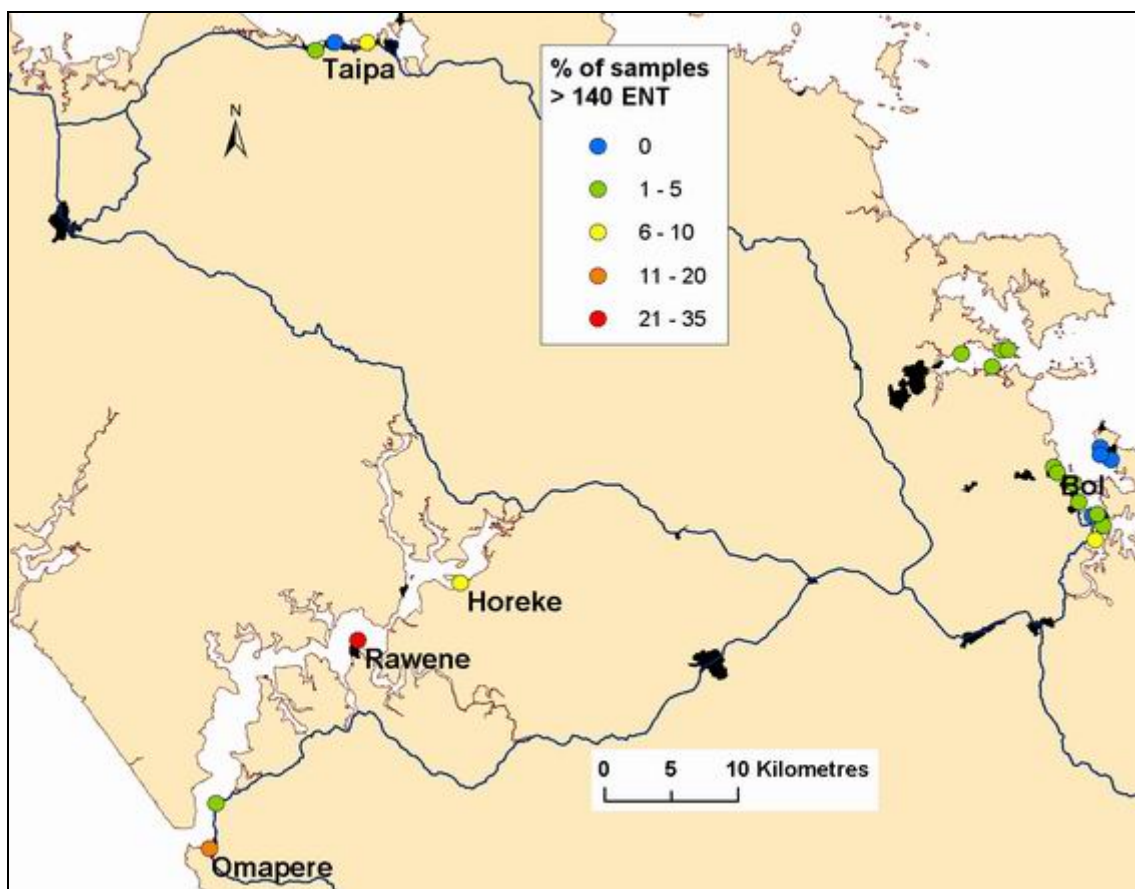 Taipa
N
% of samples
> 140 ENT
0
1 - 5
6 - 10
11 - 20
21 - 35
BoI
Horeke
Rawene
0 5 10 Kilometres
Omapere